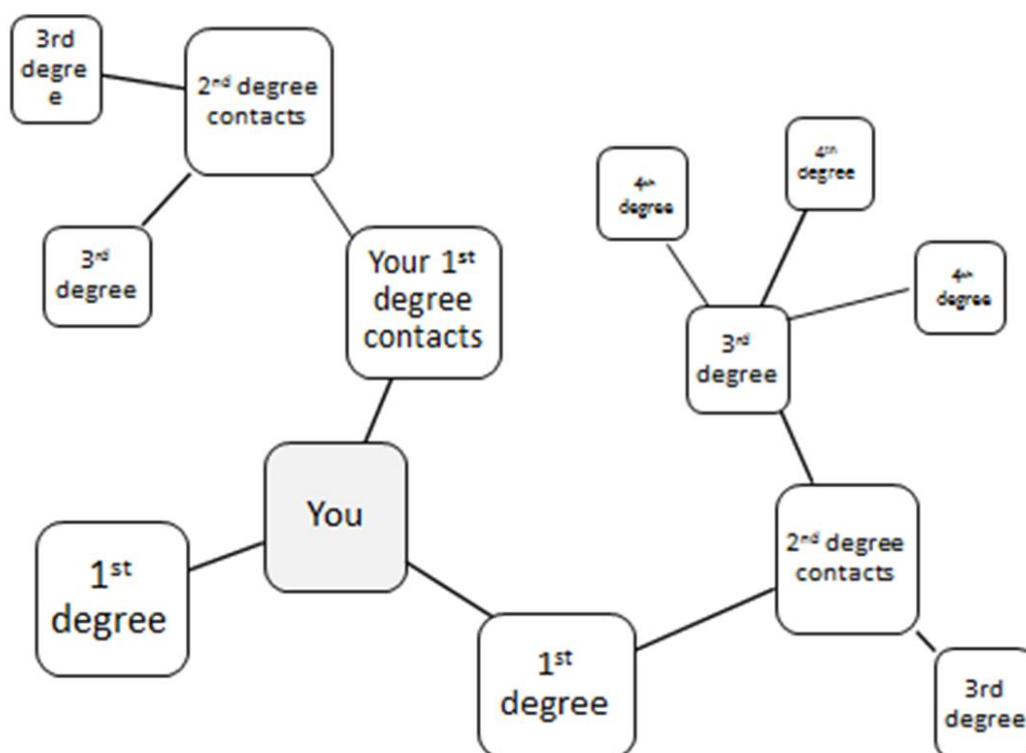 3rd
degre
e
2nd degree
contacts
3rd
degree
Your 1st
degree
contacts
4th
degree
4th
degree
4th
degree
3rd
degree
You
1st
degree
1st
degree
2nd degree
contacts
3rd
degree